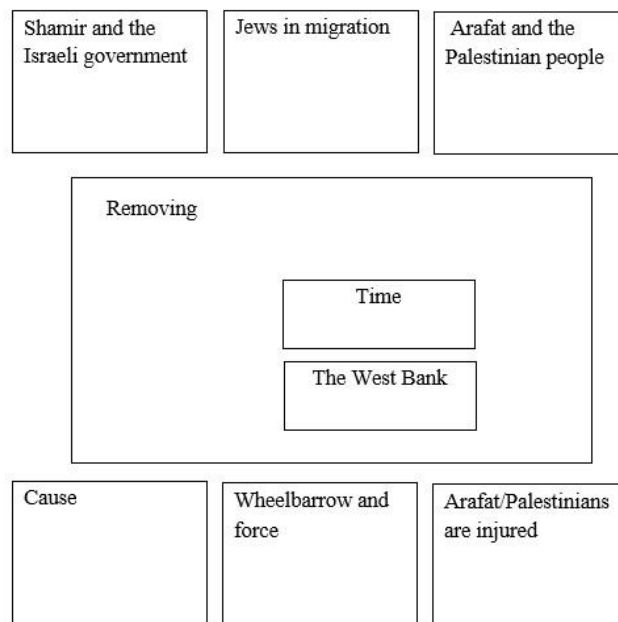 Shamir and the
Israeli government
Jews in migration
Arafat and the
Palestinian people
Removing
Time
The West Bank
Cause
Wheelbarrow and
force
Arafat/Palestinians
are injured